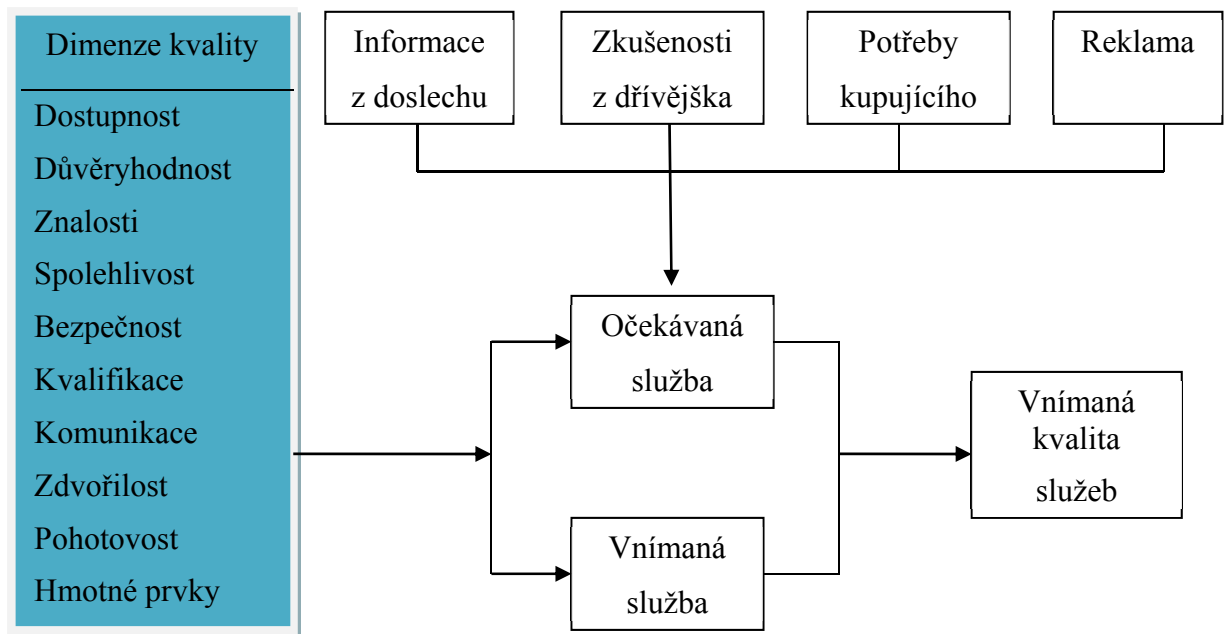 Dimenze kvality
Dostupnost
Důvěryhodnost
Znalosti
Spolehlivost
Bezpečnost
Kvalifikace
Komunikace
Zdvořilost
Pohotovost
Hmotné prvky
Informace
z doslechu
Zkušenosti
z dřívějška
Potřeby
kupujícího
Reklama
Očekávaná
služba
Vnímaná
služba
Vnímaná
kvalita
služeb